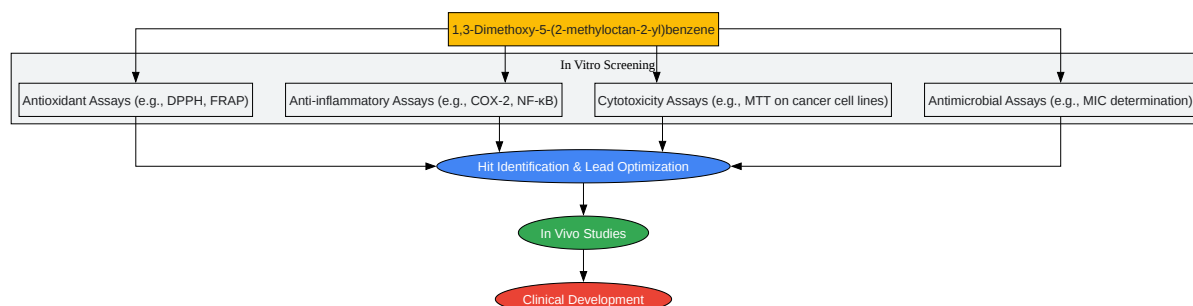 1,3-Dimethoxy-5-(2-methyloctan-2-yl)benzene
In Vitro Screening
Antioxidant Assays (e.g., DPPH, FRAP)
Anti-inflammatory Assays (e.g., COX-2, NF-κB)
Cytotoxicity Assays (e.g., MTT on cancer cell lines)
Antimicrobial Assays (e.g., MIC determination)
Hit Identification & Lead Optimization
In Vivo Studies
Clinical Development